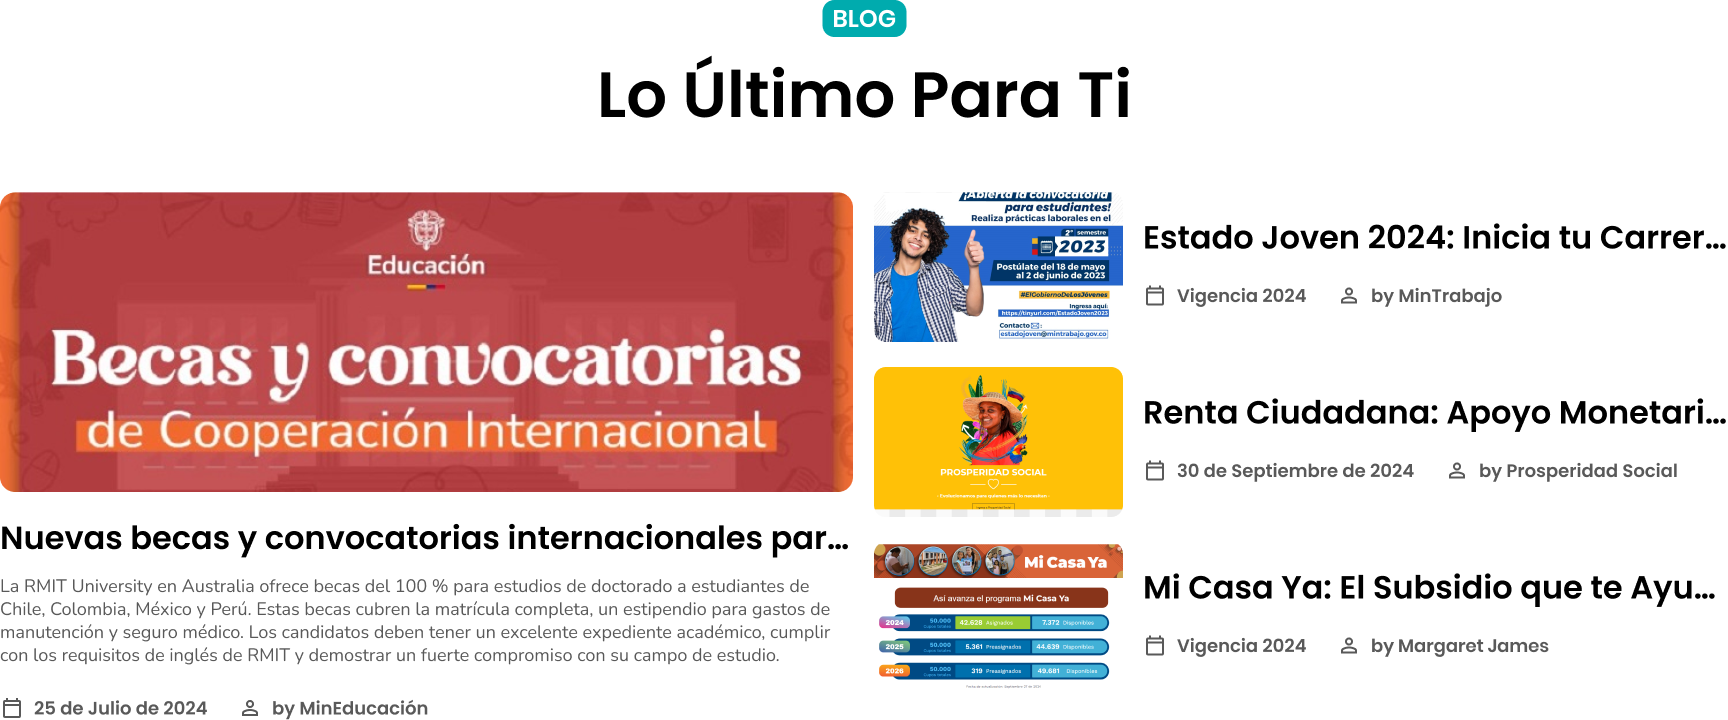 BLOG
Lo Último Para Ti
Educación
Becas y convocatorias
de Cooperación Internacional
Nuevas becas y convocatorias internacionales par...
La RMIT University en Australia ofrece becas del 100 % para estudios de doctorado a estudiantes de
Chile, Colombia, México y Perú. Estas becas cubren la matrícula completa, un estipendio para gastos de
manutención y seguro médico. Los candidatos deben tener un excelente expediente académico, cumplir
con los requisitos de inglés de RMIT y demostrar un fuerte compromiso con su campo de estudio.
25 de Julio de 2024 by MinEducación
¡Abierta la convocatoria
para estudiantes!
Realiza prácticas laborales en el
2° semestre
2023
Postúlate del 18 de mayo
al 2 de junio de 2023
#ElGobiernoDeLosJóvenes
Ingresa aquí:
https://tinyurl.com/EstadoJoven2023
Contacto :
estadojoven@mintrabajo.gov.co
Estado Joven 2024: Inicia tu Carrer...
Vigencia 2024 by MinTrabajo
PROSPERIDAD SOCIAL
- Evolucionamos para quienes más lo necesitan -
Renta Ciudadana: Apoyo Monetari...
30 de Septiembre de 2024 by Prosperidad Social
Mi Casa Ya
Así avanza el programa Mi Casa Ya
2024 50.000 42.628 Asignados 7.372 Disponibles
2025 50.000 5.361 Preasignados 44.639 Disponibles
2026 50.000 319 Preasignados 49.681 Disponibles
Mi Casa Ya: El Subsidio que te Ayu...
Vigencia 2024 by Margaret James